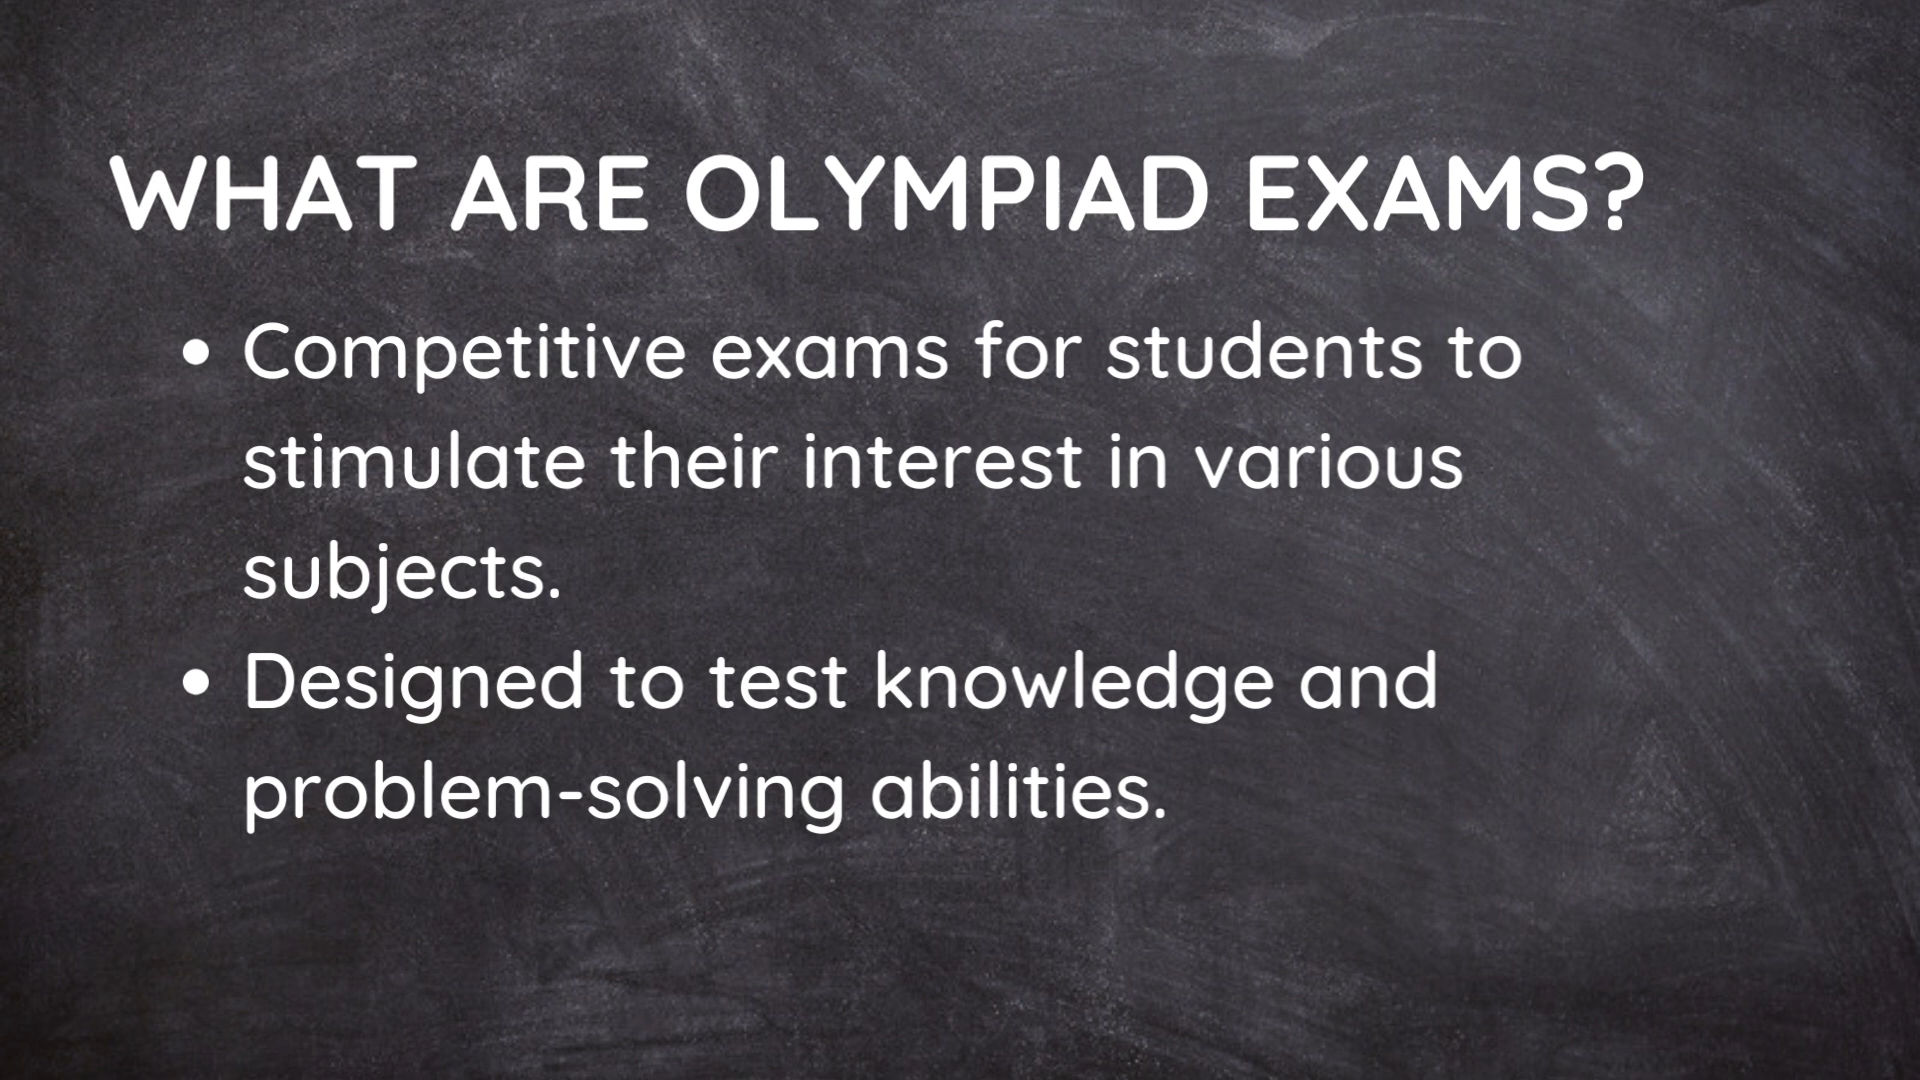 WHAT ARE OLYMPIAD EXAMS?
• Competitive exams for students to
stimulate their interest in various
subjects.
• Designed to test knowledge and
problem-solving abilities.